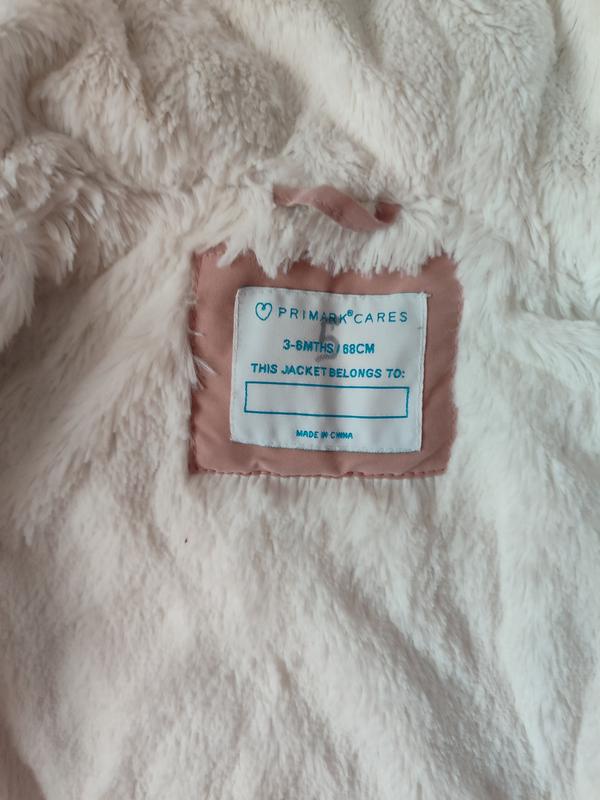 PRIMARK® CARES
3-6MTHS / 68CM
THIS JACKET BELONGS TO:
MADE IN CHINA